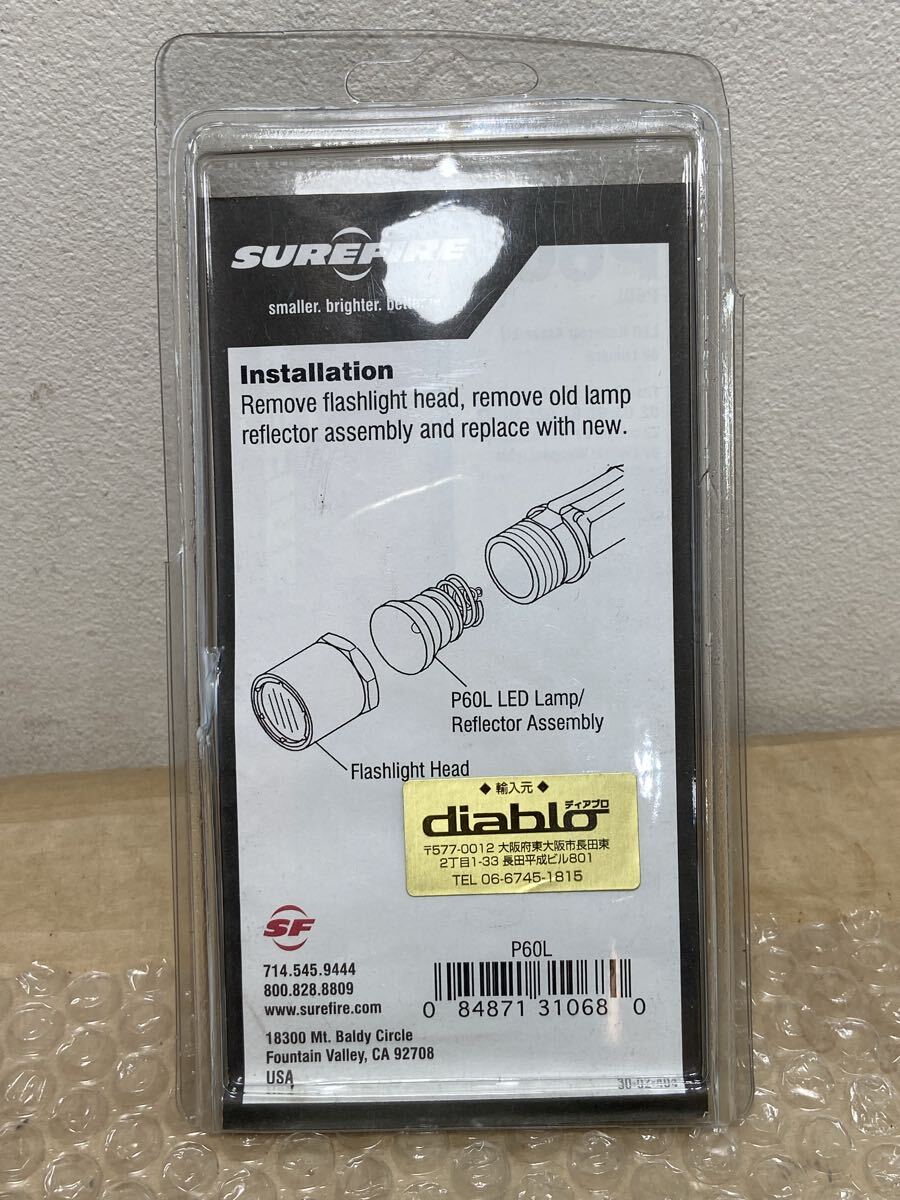 SUREFIRE
smaller. brighter.
Installation
Remove flashlight head, remove old lamp
reflector assembly and replace with new.
P60L LED Lamp/
Reflector Assembly
Flashlight Head
◆ 輸入元 ◆
ディアブロ
diablo
〒577-0012 大阪府東大阪市長田東
2丁目1-33 長田平成ビル801
TEL 06-6745-1815
SF
714.545.9444
800.828.8809
www.surefire.com
18300 Mt. Baldy Circle
Fountain Valley, CA 92708
USA
P60L
0 84871 31068 0
30-02-404